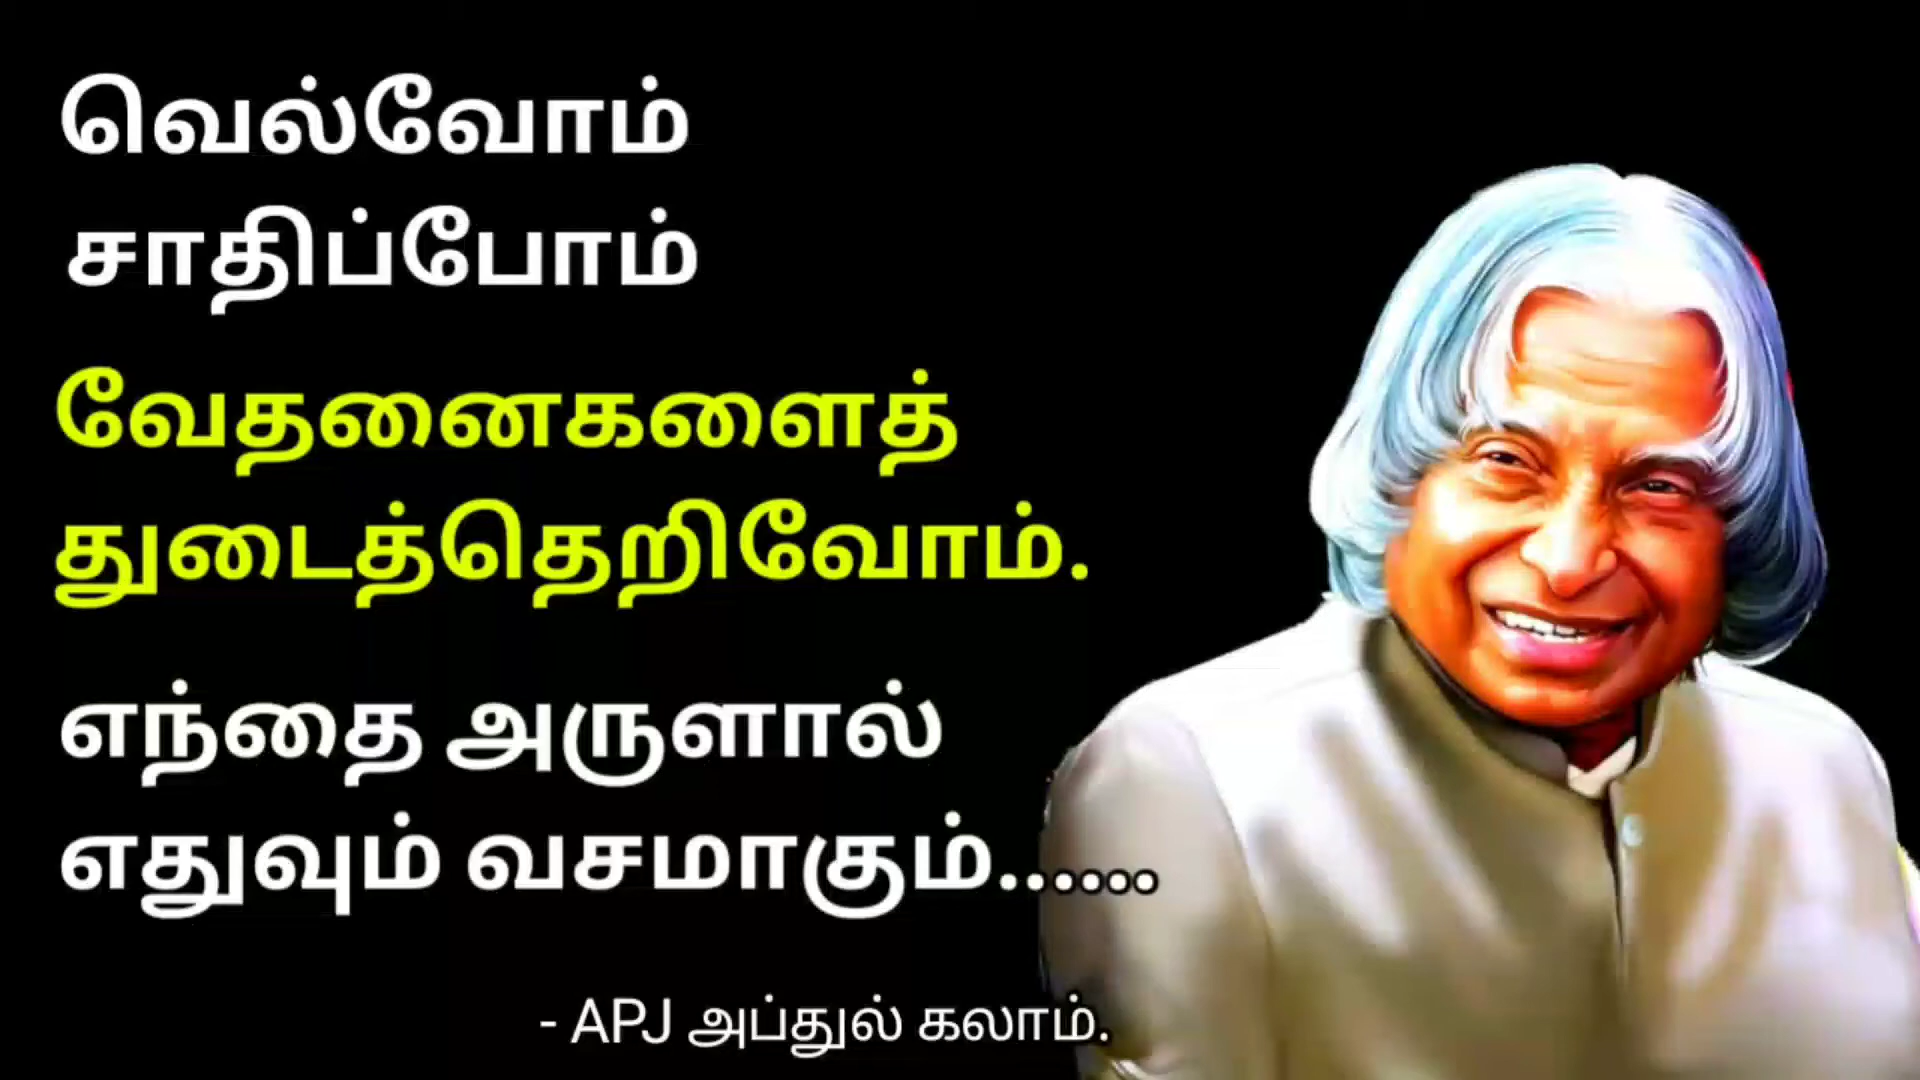 வெல்வோம்
சாதிப்போம்
வேதனைகளைத்
துடைத்தெறிவோம்.
எந்தை அருளால்
எதுவும் வசமாகும்......
- APJ அப்துல் கலாம்.